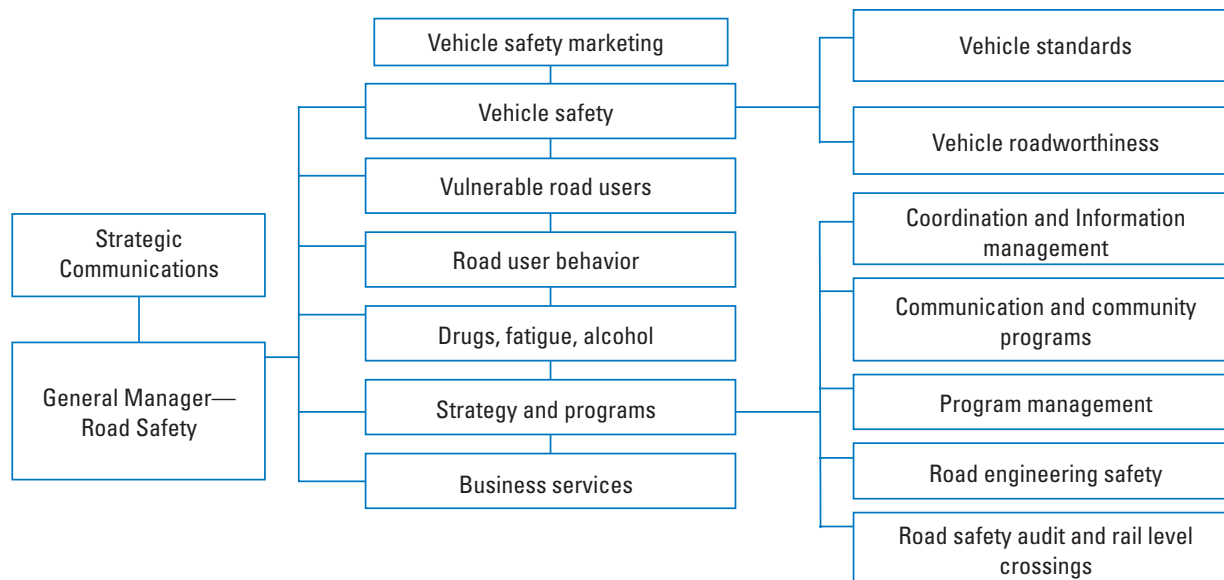 Strategic
Communications
General Manager—
Road Safety
Vehicle safety marketing
Vehicle safety
Vulnerable road users
Road user behavior
Drugs, fatigue, alcohol
Strategy and programs
Business services
Vehicle standards
Vehicle roadworthiness
Coordination and Information
management
Communication and community
programs
Program management
Road engineering safety
Road safety audit and rail level
crossings